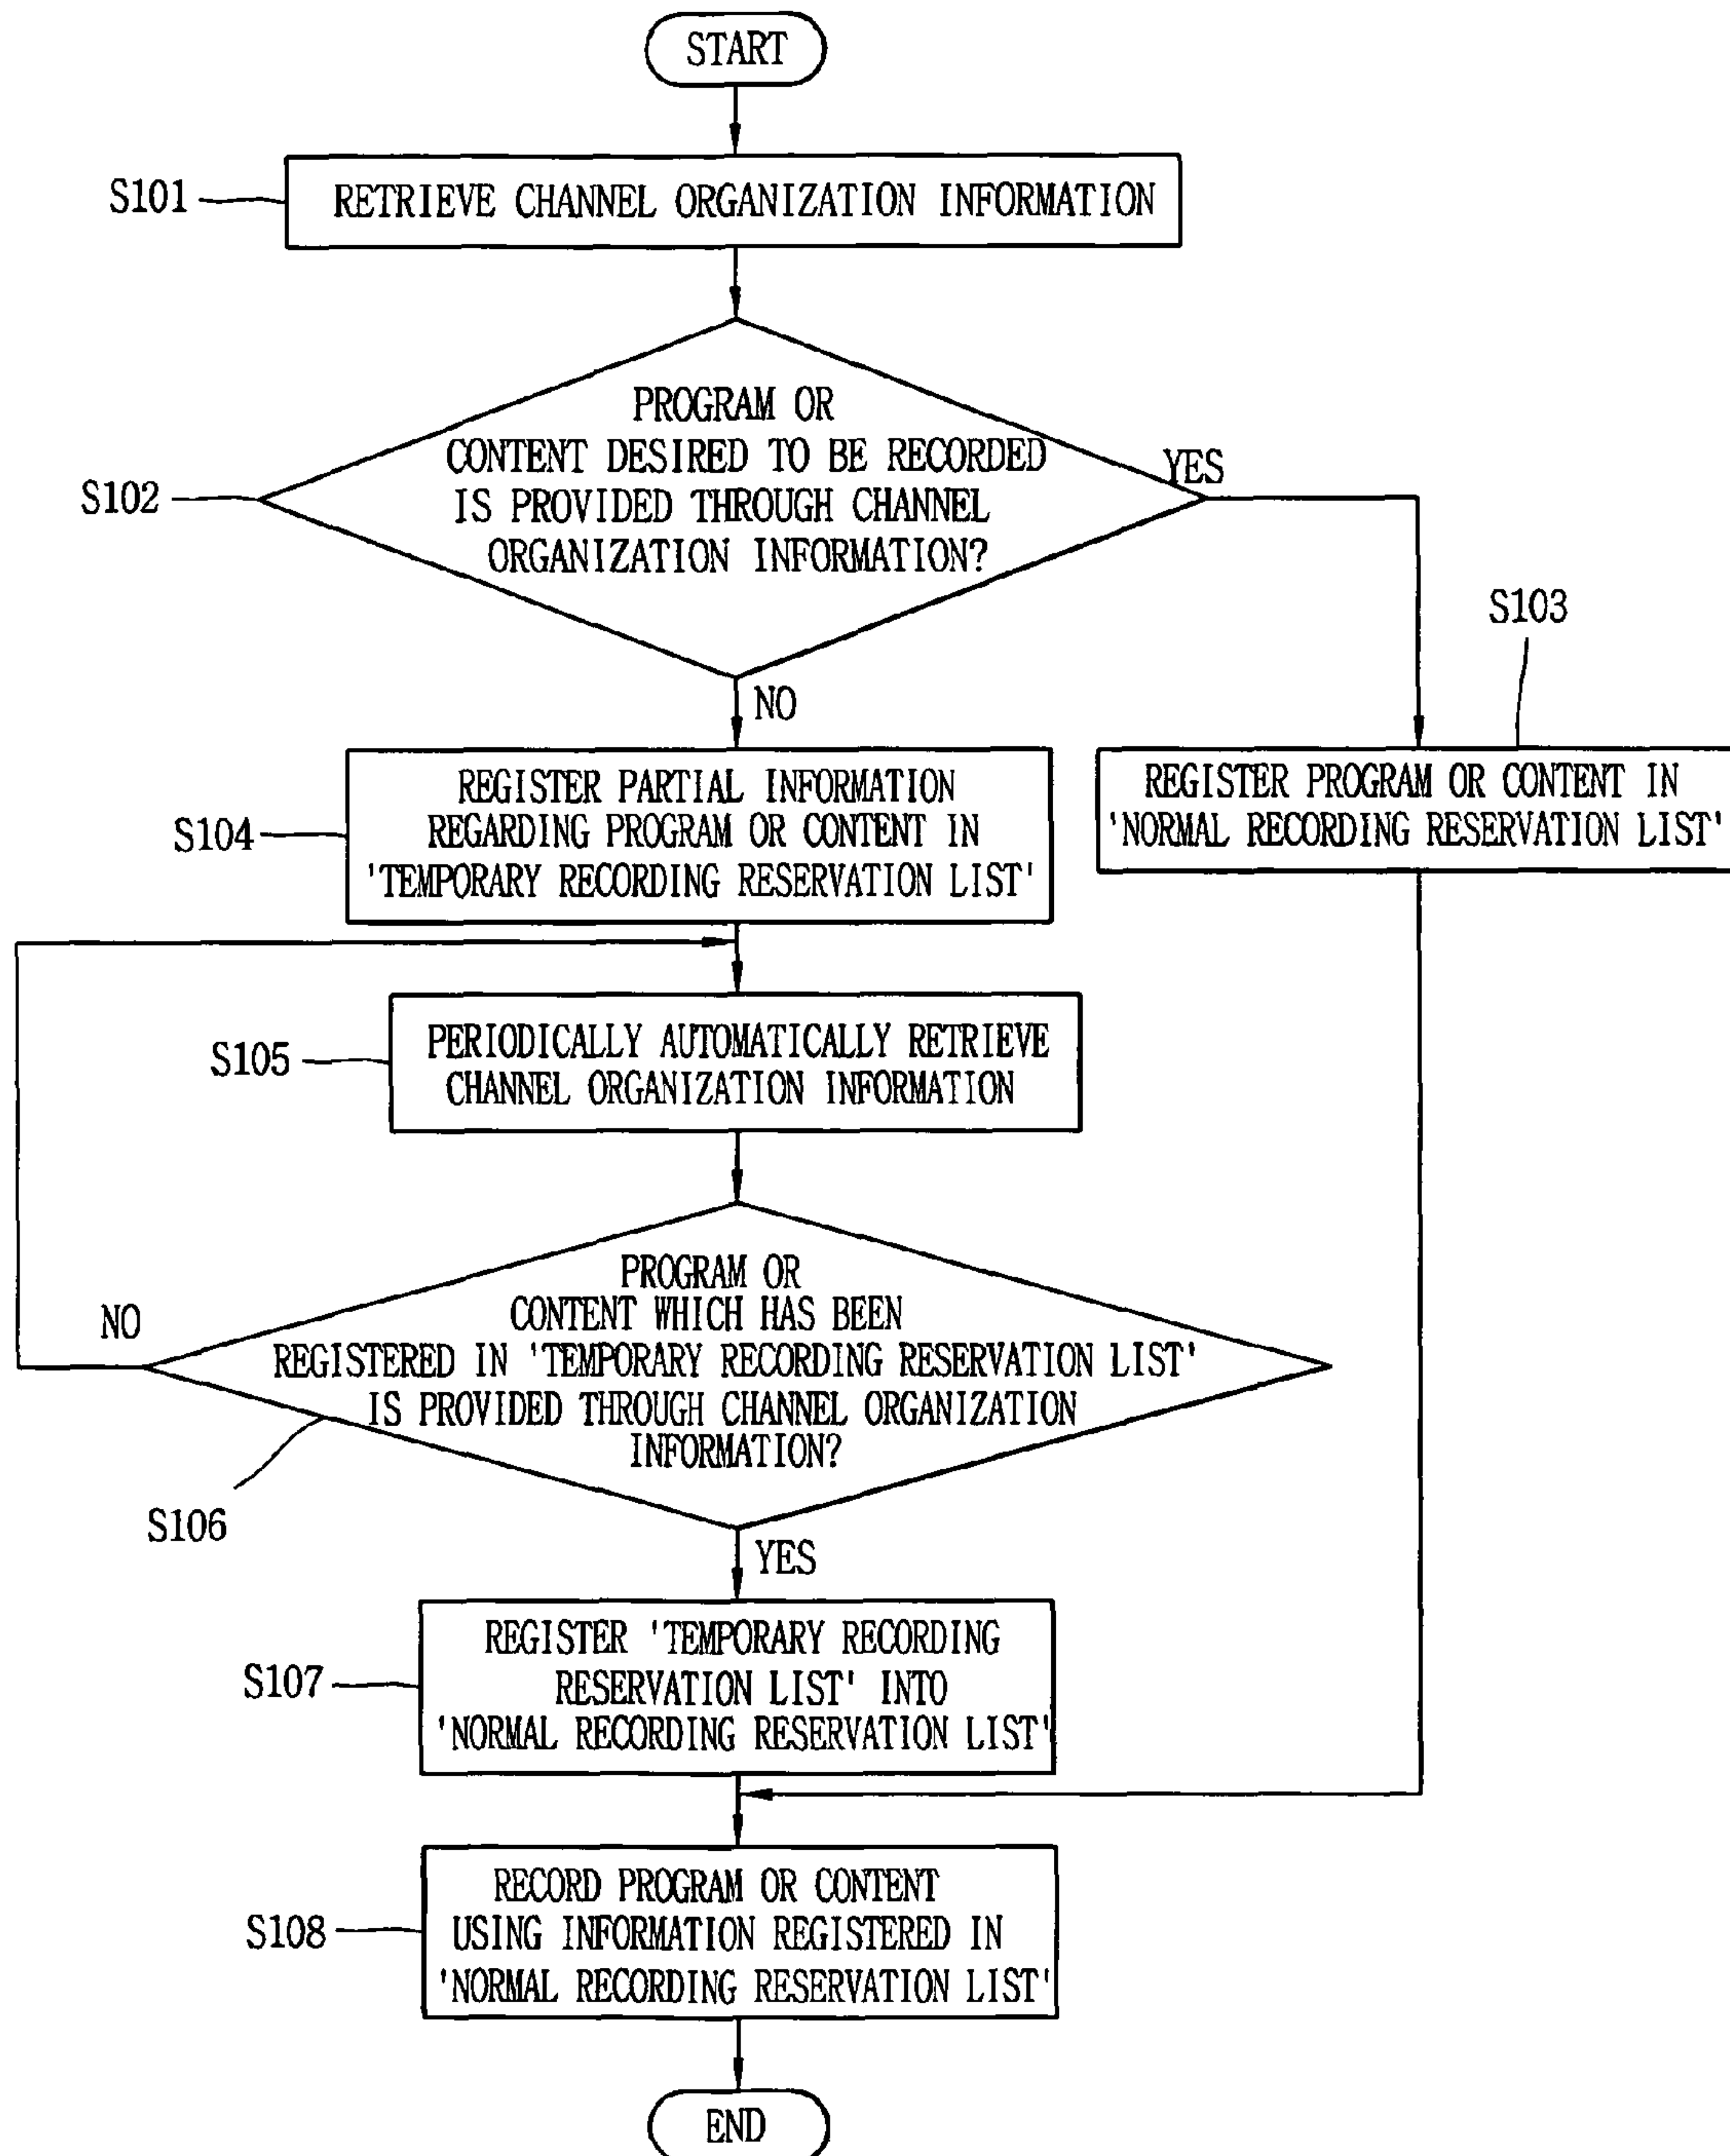 START
S101
RETRIEVE CHANNEL ORGANIZATION INFORMATION
PROGRAM OR
CONTENT DESIRED TO BE RECORDED
IS PROVIDED THROUGH CHANNEL
ORGANIZATION INFORMATION?
S102
YES
NO
S103
REGISTER PROGRAM OR CONTENT IN
'NORMAL RECORDING RESERVATION LIST'
S104
REGISTER PARTIAL INFORMATION
REGARDING PROGRAM OR CONTENT IN
'TEMPORARY RECORDING RESERVATION LIST'
S105
PERIODICALLY AUTOMATICALLY RETRIEVE
CHANNEL ORGANIZATION INFORMATION
NO
PROGRAM OR
CONTENT WHICH HAS BEEN
REGISTERED IN 'TEMPORARY RECORDING RESERVATION LIST'
IS PROVIDED THROUGH CHANNEL ORGANIZATION
INFORMATION?
S106
YES
S107
REGISTER 'TEMPORARY RECORDING
RESERVATION LIST' INTO
'NORMAL RECORDING RESERVATION LIST'
S108
RECORD PROGRAM OR CONTENT
USING INFORMATION REGISTERED IN
'NORMAL RECORDING RESERVATION LIST'
END